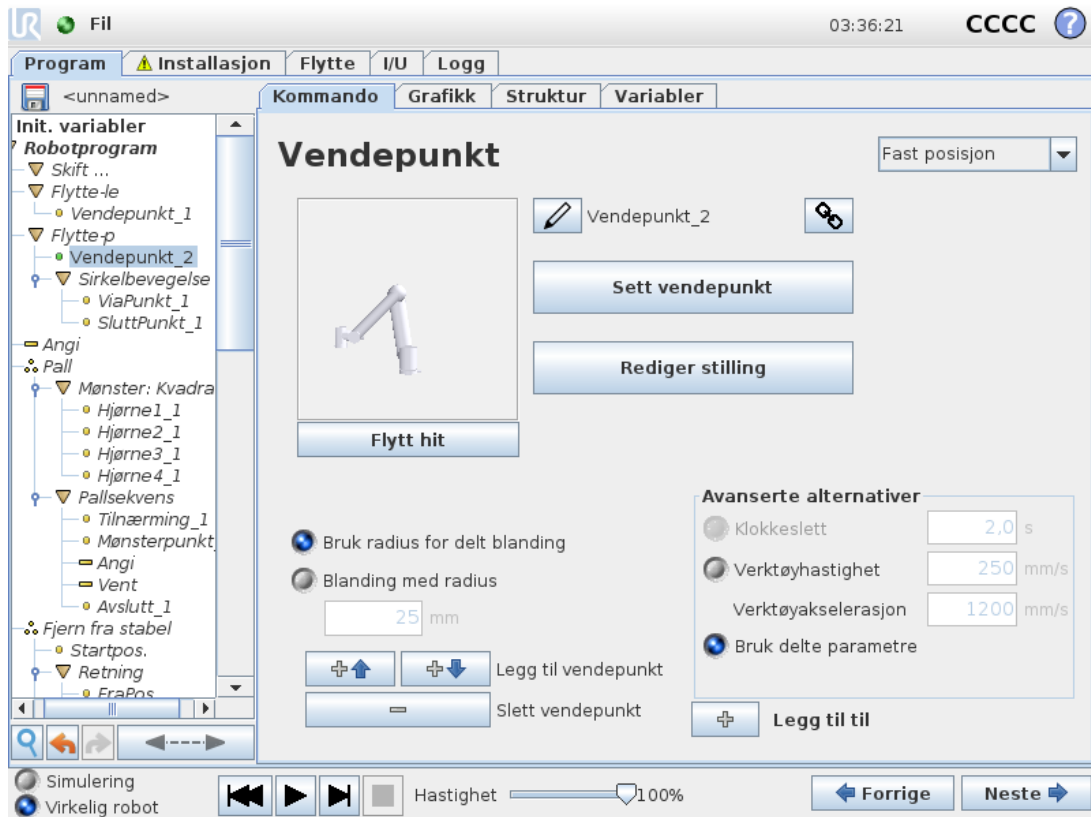 UR Fil 03:36:21 CCCC ?
Program Installasjon Flytte I/U Logg
<unnamed>
Kommando Grafikk Struktur Variabler
Init. variabler
Robotprogram
Skift ...
Flytte-le
Vendepunkt_1
Flytte-p
Vendepunkt_2
Sirkelbevegelse
ViaPunkt_1
SluttPunkt_1
Angi
Pall
Mønster: Kvadra
Hjørne1_1
Hjørne2_1
Hjørne3_1
Hjørne4_1
Pallsekvens
Tilnærming_1
Mønsterpunkt_
Angi
Vent
Avslutt_1
Fjern fra stabel
Startpos.
Retning
FraPos
Vendepunkt
Fast posisjon
Vendepunkt_2
Sett vendepunkt
Rediger stilling
Flytt hit
Bruk radius for delt blanding
Blanding med radius
25 mm
Legg til vendepunkt
Slett vendepunkt
Avanserte alternativer
Klokkeslett 2,0 s
Verktøyhastighet 250 mm/s
Verktøyakselerasjon 1200 mm/s
Bruk delte parametre
Legg til til
Simulering
Virkelig robot
Hastighet 100%
Forrige Neste